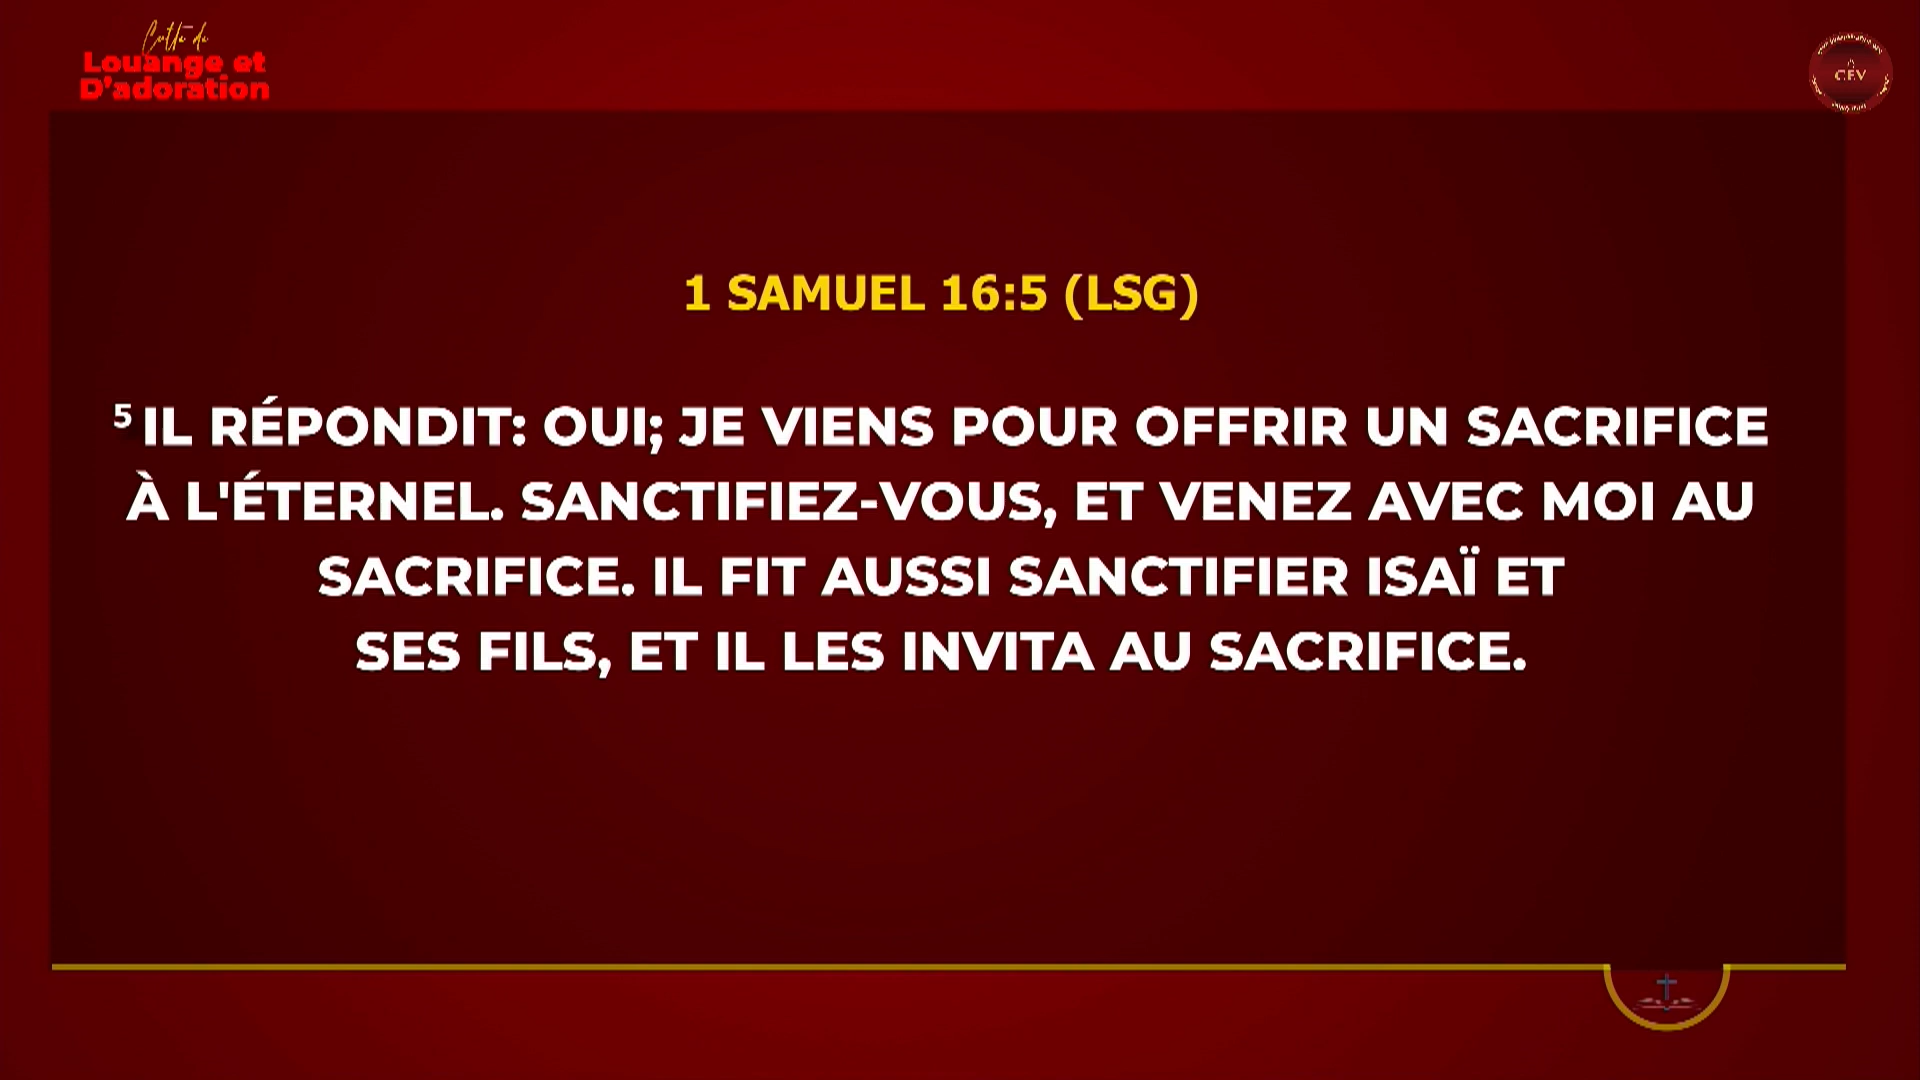 Louange et
D'adoration
CEV
1 SAMUEL 16:5 (LSG)
5 IL RÉPONDIT: OUI; JE VIENS POUR OFFRIR UN SACRIFICE
À L'ÉTERNEL. SANCTIFIEZ-VOUS, ET VENEZ AVEC MOI AU
SACRIFICE. IL FIT AUSSI SANCTIFIER ISAÏ ET
SES FILS, ET IL LES INVITA AU SACRIFICE.